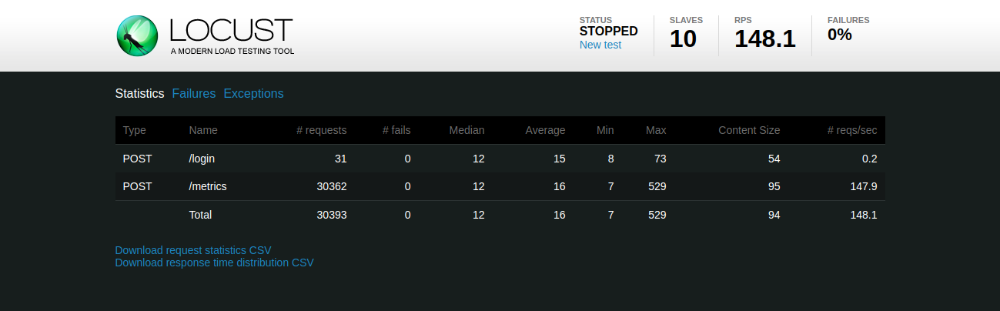 LOCUST
A MODERN LOAD TESTING TOOL
STATUS SLAVES RPS FAILURES
STOPPED 10 148.1 0%
New test
Statistics Failures Exceptions
Type Name # requests # fails Median Average Min Max Content Size # reqs/sec
POST /login 31 0 12 15 8 73 54 0.2
POST /metrics 30362 0 12 16 7 529 95 147.9
Total 30393 0 12 16 7 529 94 148.1
Download request statistics CSV
Download response time distribution CSV